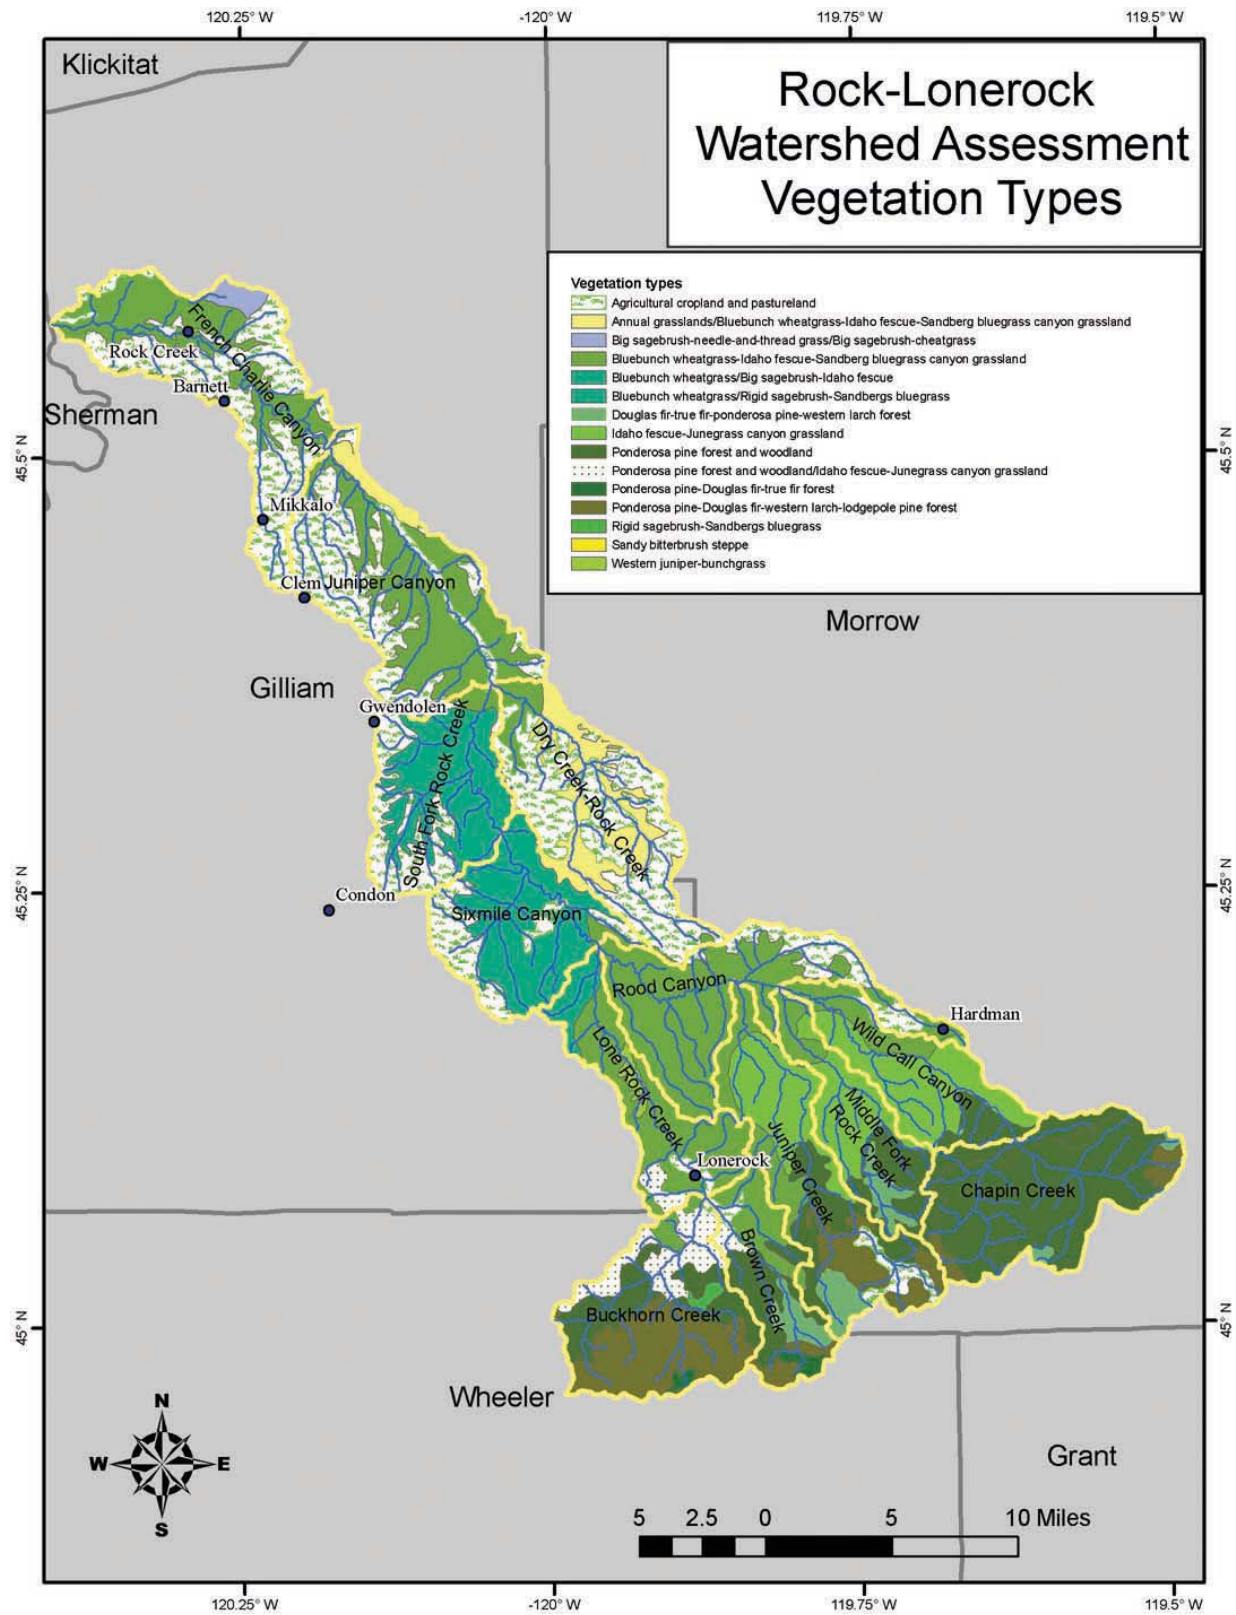 120.25° W
-120° W
119.75° W
119.5° W
Klickitat
Rock-Lonerock
Watershed Assessment
Vegetation Types
Vegetation types
Agricultural cropland and pastureland
Annual grasslands/Bluebunch wheatgrass-Idaho fescue-Sandberg bluegrass canyon grassland
Big sagebrush-needle-and-thread grass/Big sagebrush-cheatgrass
Bluebunch wheatgrass-Idaho fescue-Sandberg bluegrass canyon grassland
Bluebunch wheatgrass/Big sagebrush-Idaho fescue
Bluebunch wheatgrass/Rigid sagebrush-Sandbergs bluegrass
Douglas fir-true fir-ponderosa pine-western larch forest
Idaho fescue-Junegrass canyon grassland
Ponderosa pine forest and woodland
Ponderosa pine forest and woodland/Idaho fescue-Junegrass canyon grassland
Ponderosa pine-Douglas fir-true fir forest
Ponderosa pine-Douglas fir-western larch-lodgepole pine forest
Rigid sagebrush-Sandbergs bluegrass
Sandy bitterbrush steppe
Western juniper-bunchgrass
French Charlie Canyon
Rock Creek
Barnett
Sherman
45.5° N
45.5° N
Mikkalo
Clem
Juniper Canyon
Morrow
Gilliam
Gwendolen
South Fork Rock Creek
Dry Creek-Rock Creek
45.25° N
45.25° N
Condon
Sixmile Canyon
Rood Canyon
Hardman
Wild Call Canyon
Lone Rock Creek
Middle Fork
Rock Creek
Juniper Creek
Lonerock
Chapin Creek
Brown Creek
Buckhorn Creek
45° N
45° N
Wheeler
Grant
N
W
E
S
5
2.5
0
5
10 Miles
120.25° W
-120° W
119.75° W
119.5° W